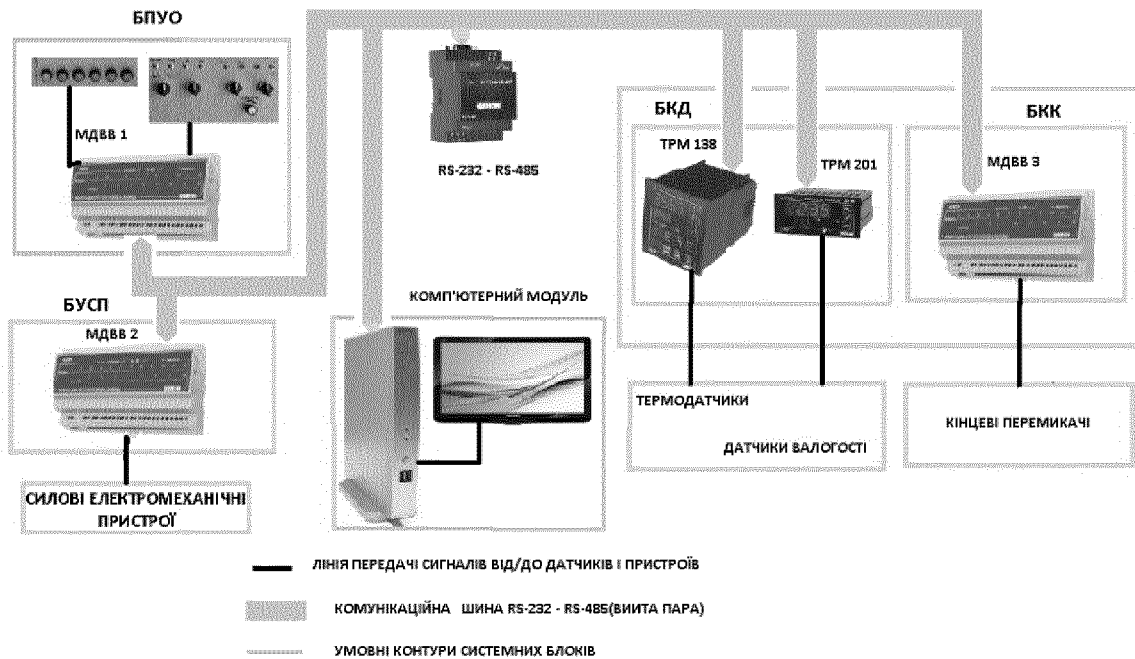 БПУО
МДВВ 1
RS-232 - RS-485
БКД
БКК
ТРМ 138
ТРМ 201
МДВВ 3
БУСП
МДВВ 2
КОМП'ЮТЕРНИЙ МОДУЛЬ
ТЕРМОДАТЧИКИ
ДАТЧИКИ ВАЛОГОСТІ
КІНЦЕВІ ПЕРЕМИКАЧІ
СИЛОВІ ЕЛЕКТРОМЕХАНІЧНІ
ПРИСТРОЇ
ЛІНІЯ ПЕРЕДАЧІ СИГНАЛІВ ВІД/ДО ДАТЧИКІВ І ПРИСТРОЇВ
КОМУНІКАЦІЙНА ШИНА RS-232 - RS-485(ВИИТА ПАРА)
УМОВНІ КОНТУРИ СИСТЕМНИХ БЛОКІВ